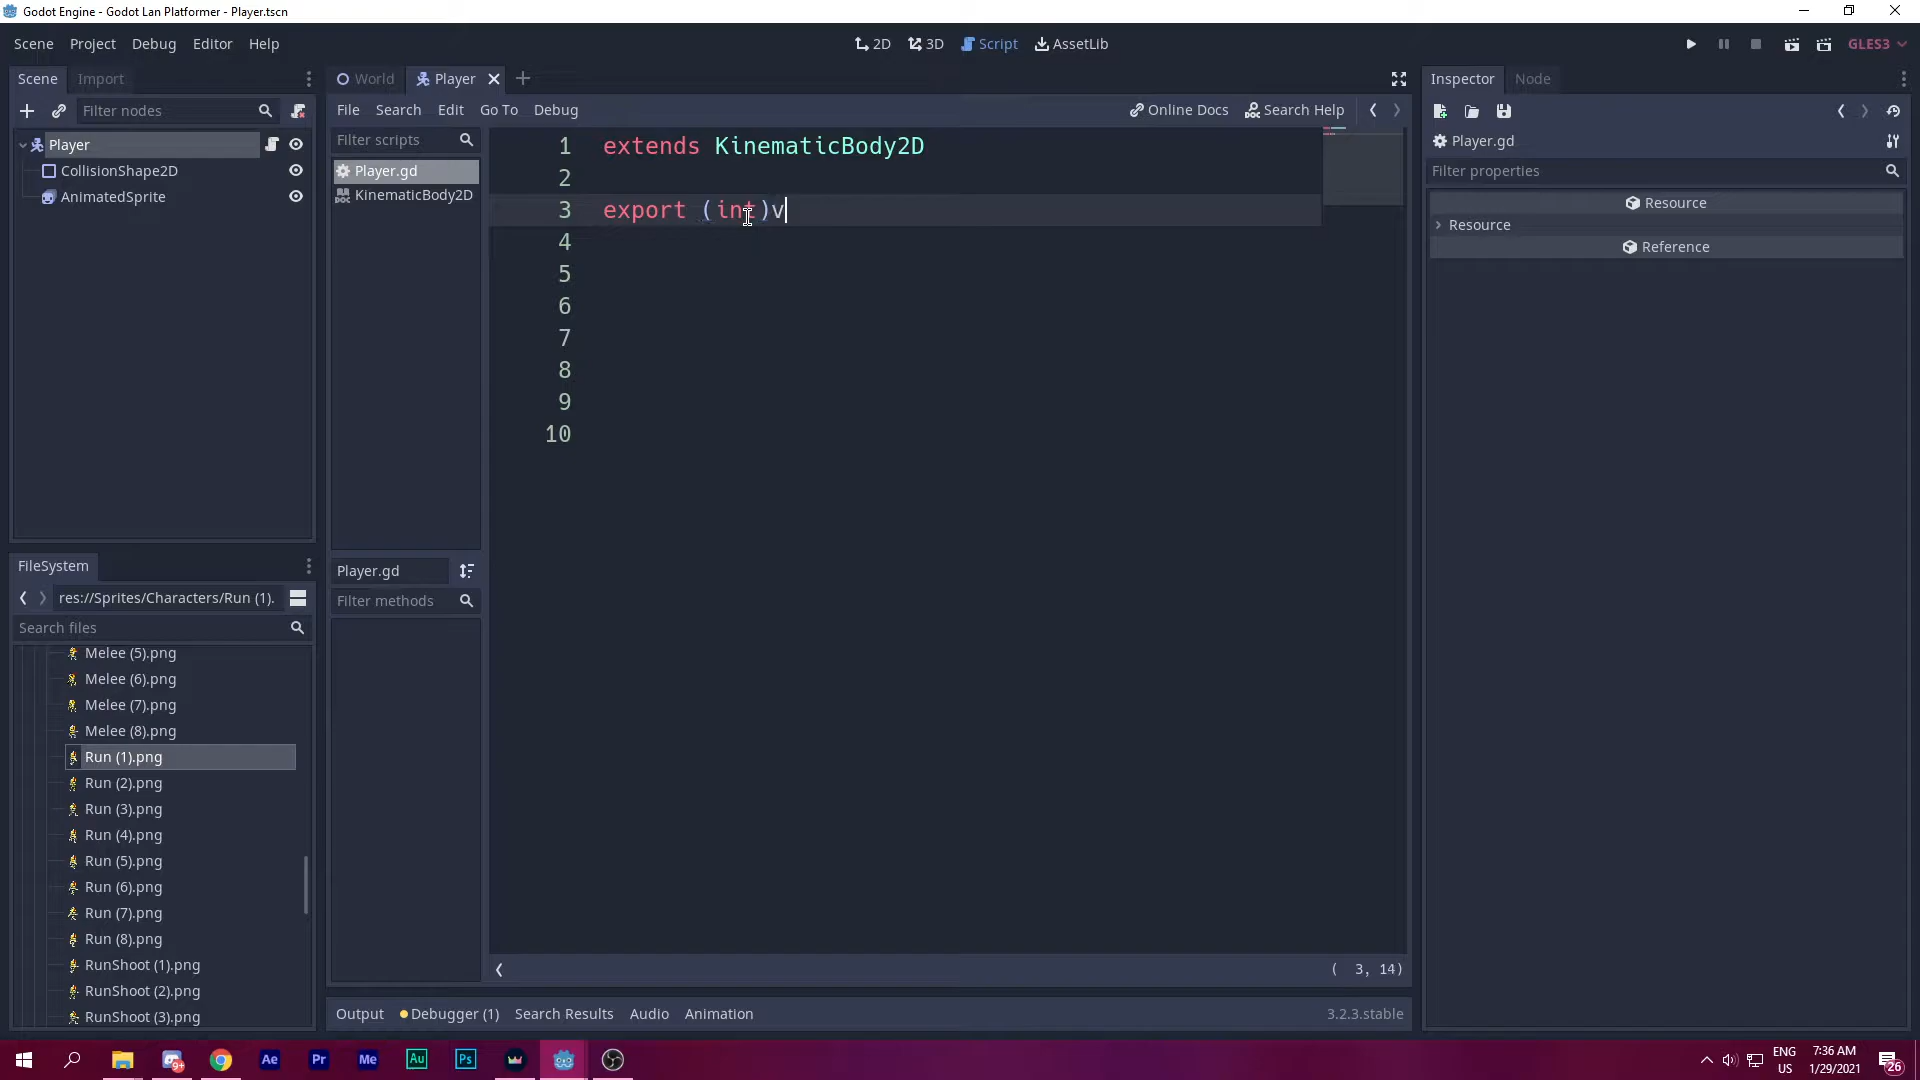 Godot Engine - Godot Lan Platformer - Player.tscn
Scene Project Debug Editor Help
2D 3D Script AssetLib
GLES3
Scene Import
Filter nodes
Player
CollisionShape2D
AnimatedSprite
World Player
File Search Edit Go To Debug
Online Docs Search Help
Filter scripts
Player.gd
KinematicBody2D
Player.gd
Filter methods
1 extends KinematicBody2D
2
3 export (int)v
4
5
6
7
8
9
10
( 3, 14)
Output Debugger (1) Search Results Audio Animation
3.2.3.stable
Inspector Node
Player.gd
Filter properties
Resource
Resource
Reference
FileSystem
res://Sprites/Characters/Run (1).
Search files
Melee (5).png
Melee (6).png
Melee (7).png
Melee (8).png
Run (1).png
Run (2).png
Run (3).png
Run (4).png
Run (5).png
Run (6).png
Run (7).png
Run (8).png
RunShoot (1).png
RunShoot (2).png
RunShoot (3).png
9+
Ae Pr Me Au Ps
ENG
US
7:36 AM
1/29/2021
26